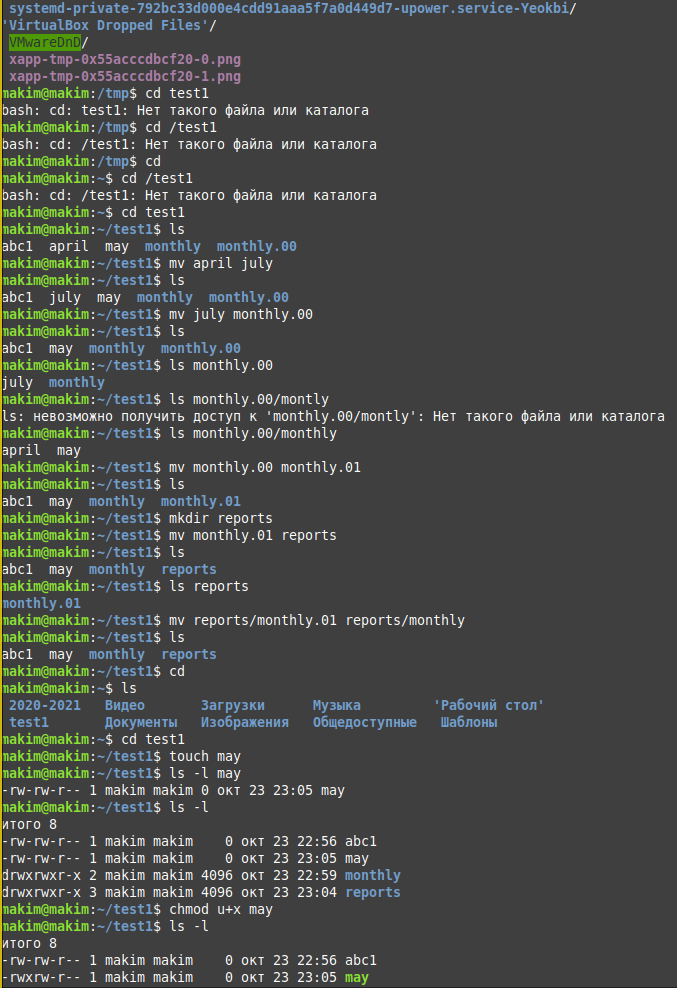 systemd-private-792bc33d000e4cdd91aaa5f7a0d449d7-upower.service-Yeokbi/
'VirtualBox Dropped Files'/
VMwareDnD/
xapp-tmp-0x55acccdbcf20-0.png
xapp-tmp-0x55acccdbcf20-1.png
makim@makim:/tmp$ cd test1
bash: cd: test1: Нет такого файла или каталога
makim@makim:/tmp$ cd /test1
bash: cd: /test1: Нет такого файла или каталога
makim@makim:/tmp$ cd
makim@makim:~$ cd /test1
bash: cd: /test1: Нет такого файла или каталога
makim@makim:~$ cd test1
makim@makim:~/test1$ ls
abc1  april  may  monthly  monthly.00
makim@makim:~/test1$ mv april july
makim@makim:~/test1$ ls
abc1  july  may  monthly  monthly.00
makim@makim:~/test1$ mv july monthly.00
makim@makim:~/test1$ ls
abc1  may  monthly  monthly.00
makim@makim:~/test1$ ls monthly.00
july  monthly
makim@makim:~/test1$ ls monthly.00/montly
ls: невозможно получить доступ к 'monthly.00/montly': Нет такого файла или каталога
makim@makim:~/test1$ ls monthly.00/monthly
april  may
makim@makim:~/test1$ mv monthly.00 monthly.01
makim@makim:~/test1$ ls
abc1  may  monthly  monthly.01
makim@makim:~/test1$ mkdir reports
makim@makim:~/test1$ mv monthly.01 reports
makim@makim:~/test1$ ls
abc1  may  monthly  reports
makim@makim:~/test1$ ls reports
monthly.01
makim@makim:~/test1$ mv reports/monthly.01 reports/monthly
makim@makim:~/test1$ ls
abc1  may  monthly  reports
makim@makim:~/test1$ cd
makim@makim:~$ ls
2020-2021  Видео  Загрузки  Музыка  'Рабочий стол'
test1  Документы  Изображения  Общедоступные  Шаблоны
makim@makim:~$ cd test1
makim@makim:~/test1$ touch may
makim@makim:~/test1$ ls -l may
-rw-rw-r-- 1 makim makim 0 окт 23 23:05 may
makim@makim:~/test1$ ls -l
итого 8
-rw-rw-r-- 1 makim makim    0 окт 23 22:56 abc1
-rw-rw-r-- 1 makim makim    0 окт 23 23:05 may
drwxrwxr-x 2 makim makim 4096 окт 23 22:59 monthly
drwxrwxr-x 3 makim makim 4096 окт 23 23:04 reports
makim@makim:~/test1$ chmod u+x may
makim@makim:~/test1$ ls -l
итого 8
-rw-rw-r-- 1 makim makim    0 окт 23 22:56 abc1
-rwxrw-r-- 1 makim makim    0 окт 23 23:05 may